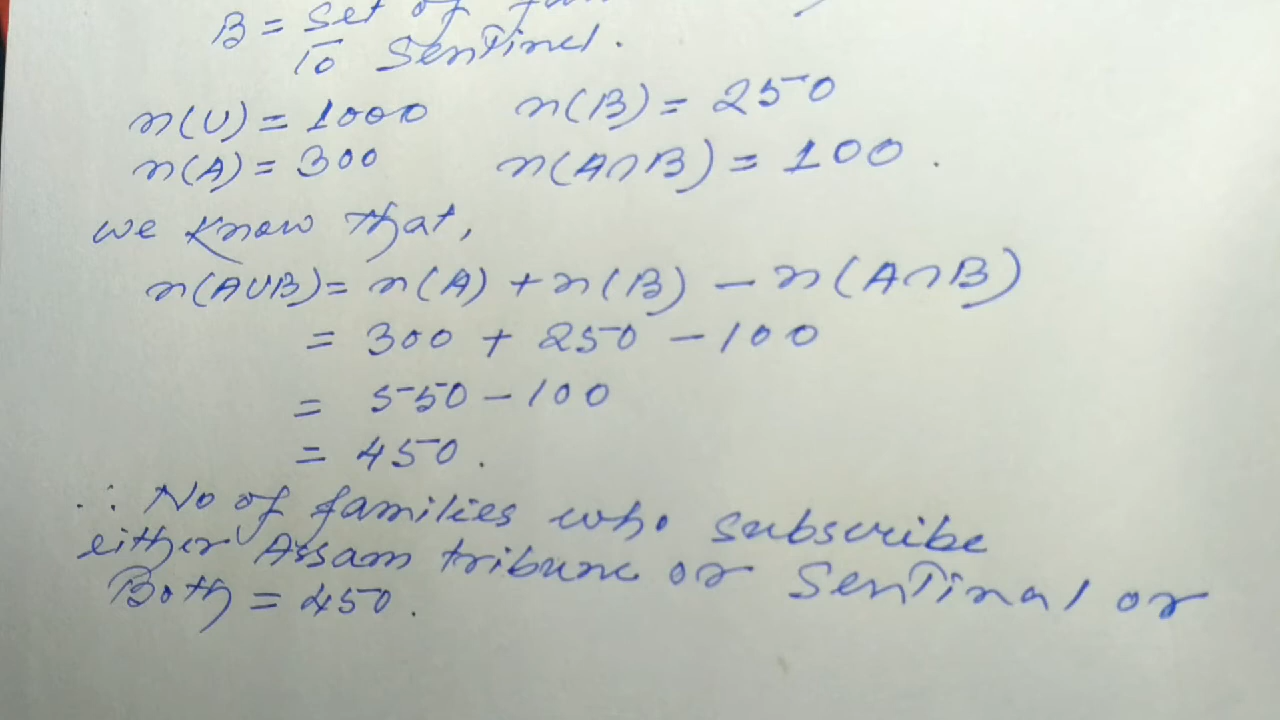 B = Set of
to Sentinel.
n(U) = 1000 n(B) = 250
n(A) = 300 n(A∩B) = 100.
we know that,
n(A∪B) = n(A) + n(B) - n(A∩B)
= 300 + 250 - 100
= 550 - 100
= 450.
∴ No of families who subscribe
either Assam tribune or Sentinal or
Both = 450.